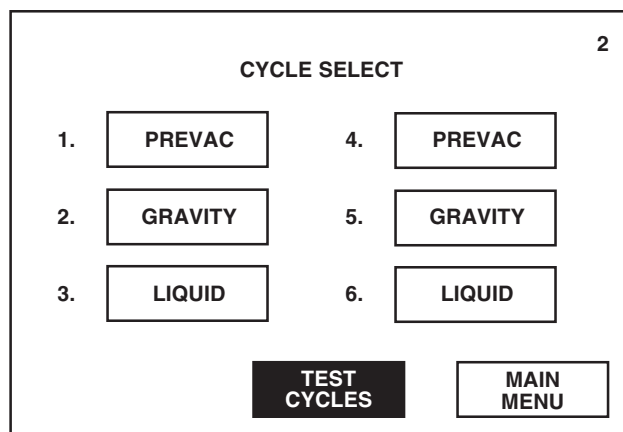 2
CYCLE SELECT
1. PREVAC
4. PREVAC
2. GRAVITY
5. GRAVITY
3. LIQUID
6. LIQUID
TEST
CYCLES
MAIN
MENU